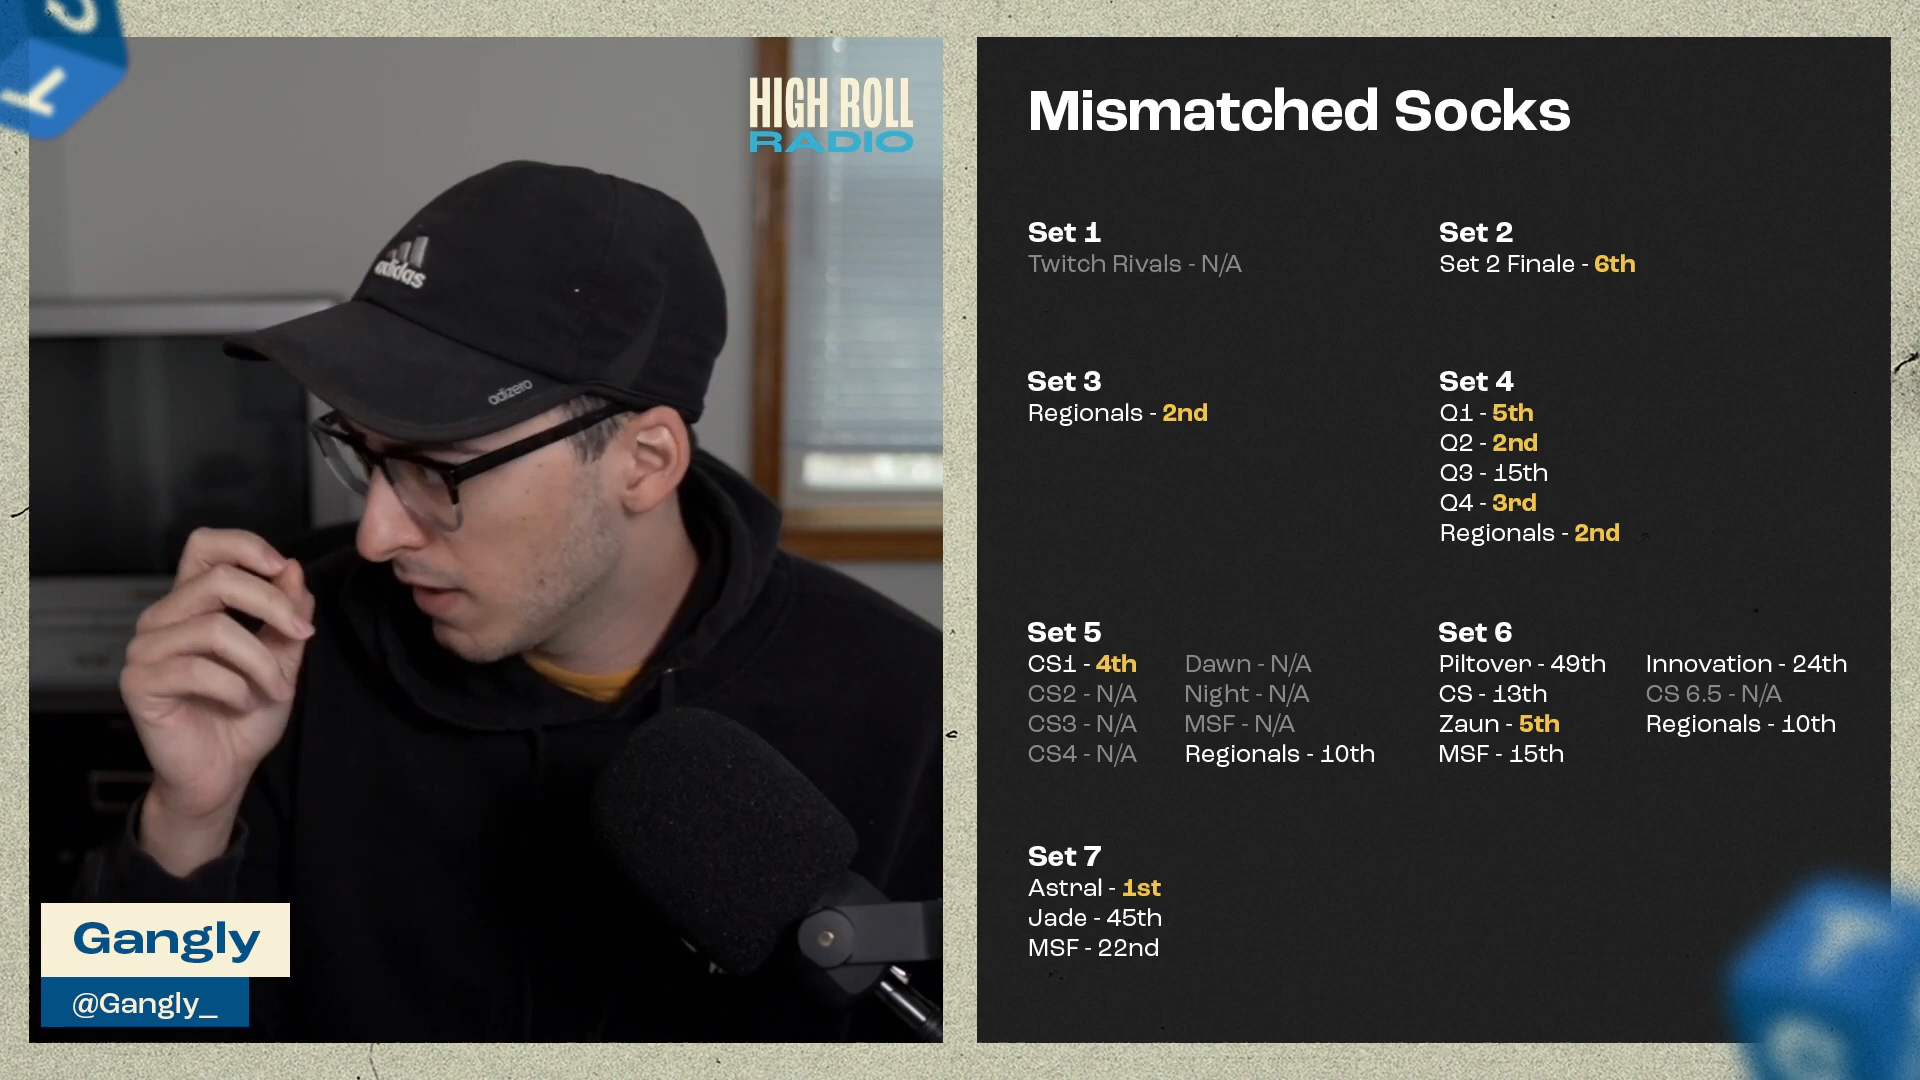 HIGH ROLL
RADIO
adidas
adizero
Gangly
@Gangly_
Mismatched Socks
Set 1
Twitch Rivals - N/A
Set 2
Set 2 Finale - 6th
Set 3
Regionals - 2nd
Set 4
Q1 - 5th
Q2 - 2nd
Q3 - 15th
Q4 - 3rd
Regionals - 2nd
Set 5
CS1 - 4th
CS2 - N/A
CS3 - N/A
CS4 - N/A
Dawn - N/A
Night - N/A
MSF - N/A
Regionals - 10th
Set 6
Piltover - 49th
CS - 13th
Zaun - 5th
MSF - 15th
Innovation - 24th
CS 6.5 - N/A
Regionals - 10th
Set 7
Astral - 1st
Jade - 45th
MSF - 22nd